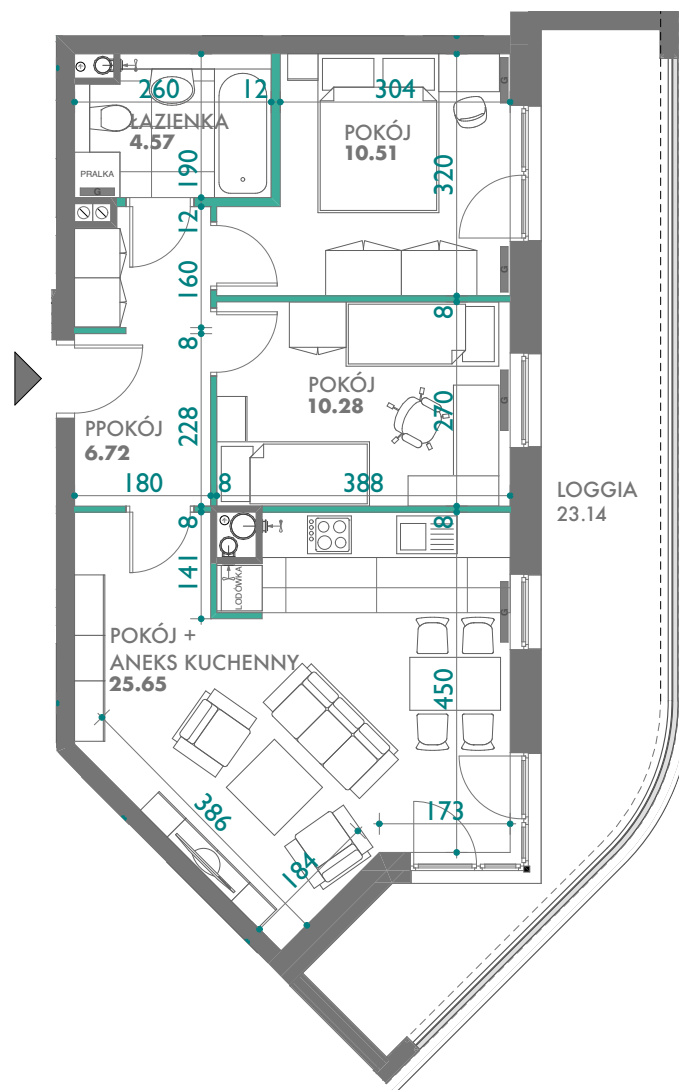 260
12
304
ŁAZIENKA
4.57
POKÓJ
10.51
PRALKA
G
190
320
G
12
160
G
8
8
POKÓJ
10.28
270
G
PPOKÓJ
6.72
228
180
8
388
LOGGIA
23.14
8
8
141
LODÓWKA
G
POKÓJ +
ANEKS KUCHENNY
25.65
450
386
173
184